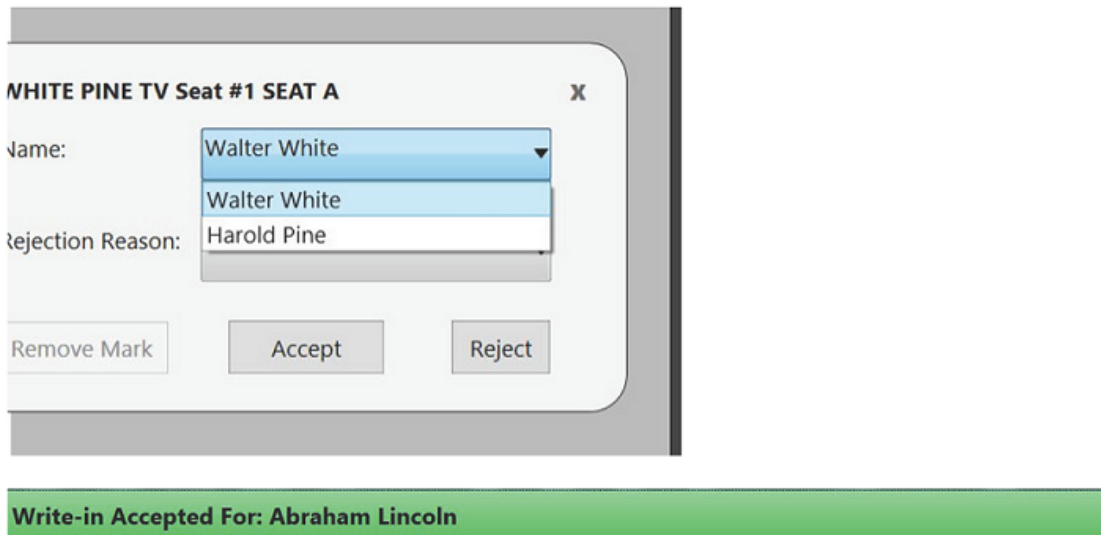 WHITE PINE TV Seat #1 SEAT A X
Name: Walter White
Walter White
Rejection Reason: Harold Pine
Remove Mark Accept Reject
Write-in Accepted For: Abraham Lincoln